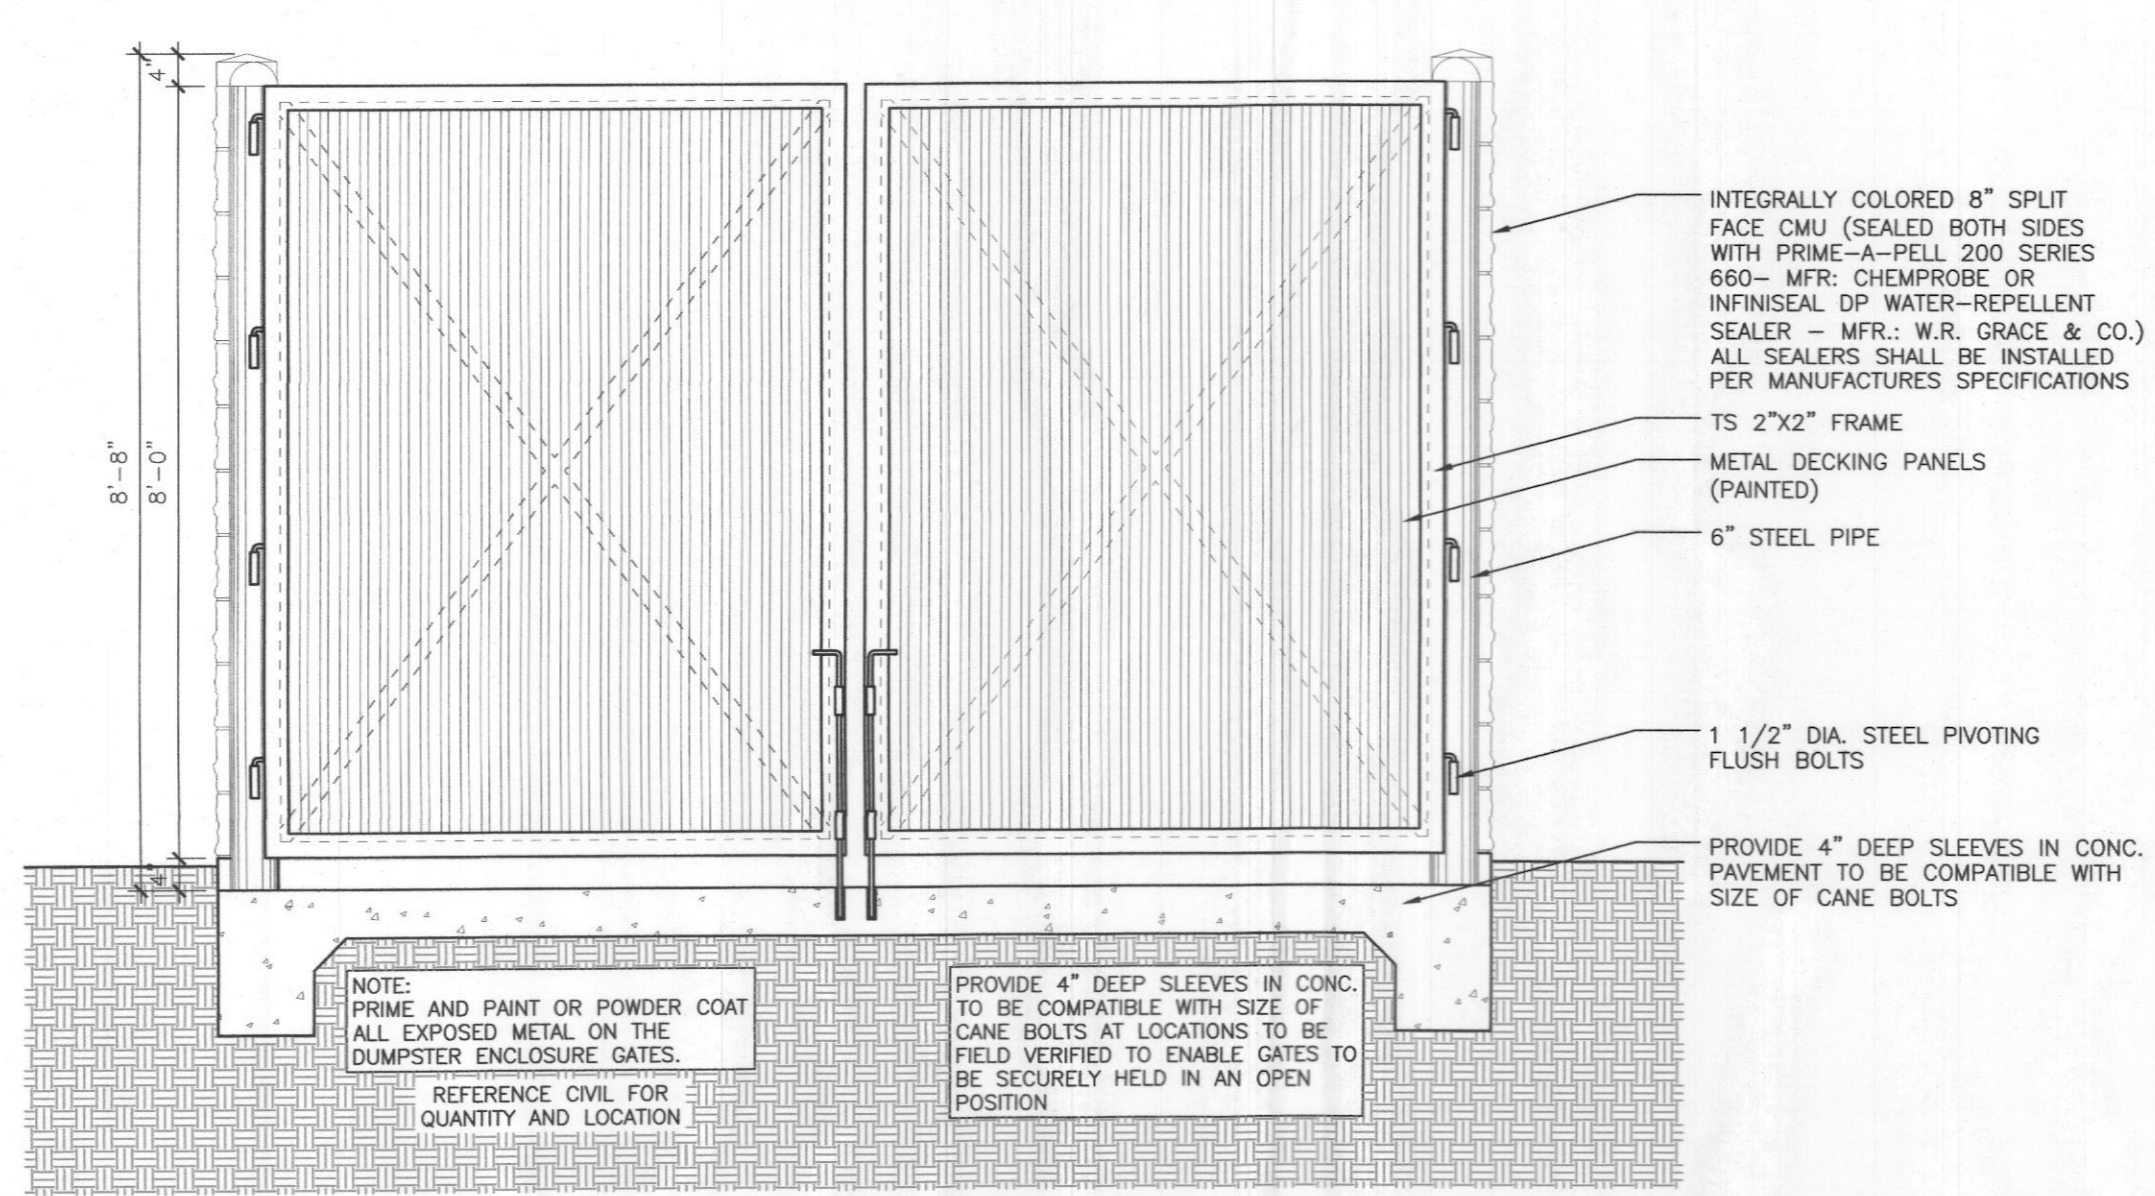 4"
8'-8"
8'-0"
4"
INTEGRALLY COLORED 8" SPLIT
FACE CMU (SEALED BOTH SIDES
WITH PRIME-A-PELL 200 SERIES
660- MFR: CHEMPROBE OR
INFINISEAL DP WATER-REPELLENT
SEALER - MFR.: W.R. GRACE & CO.)
ALL SEALERS SHALL BE INSTALLED
PER MANUFACTURES SPECIFICATIONS
TS 2"X2" FRAME
METAL DECKING PANELS
(PAINTED)
6" STEEL PIPE
1 1/2" DIA. STEEL PIVOTING
FLUSH BOLTS
PROVIDE 4" DEEP SLEEVES IN CONC.
PAVEMENT TO BE COMPATIBLE WITH
SIZE OF CANE BOLTS
NOTE:
PRIME AND PAINT OR POWDER COAT
ALL EXPOSED METAL ON THE
DUMPSTER ENCLOSURE GATES.
REFERENCE CIVIL FOR
QUANTITY AND LOCATION
PROVIDE 4" DEEP SLEEVES IN CONC.
TO BE COMPATIBLE WITH SIZE OF
CANE BOLTS AT LOCATIONS TO BE
FIELD VERIFIED TO ENABLE GATES TO
BE SECURELY HELD IN AN OPEN
POSITION